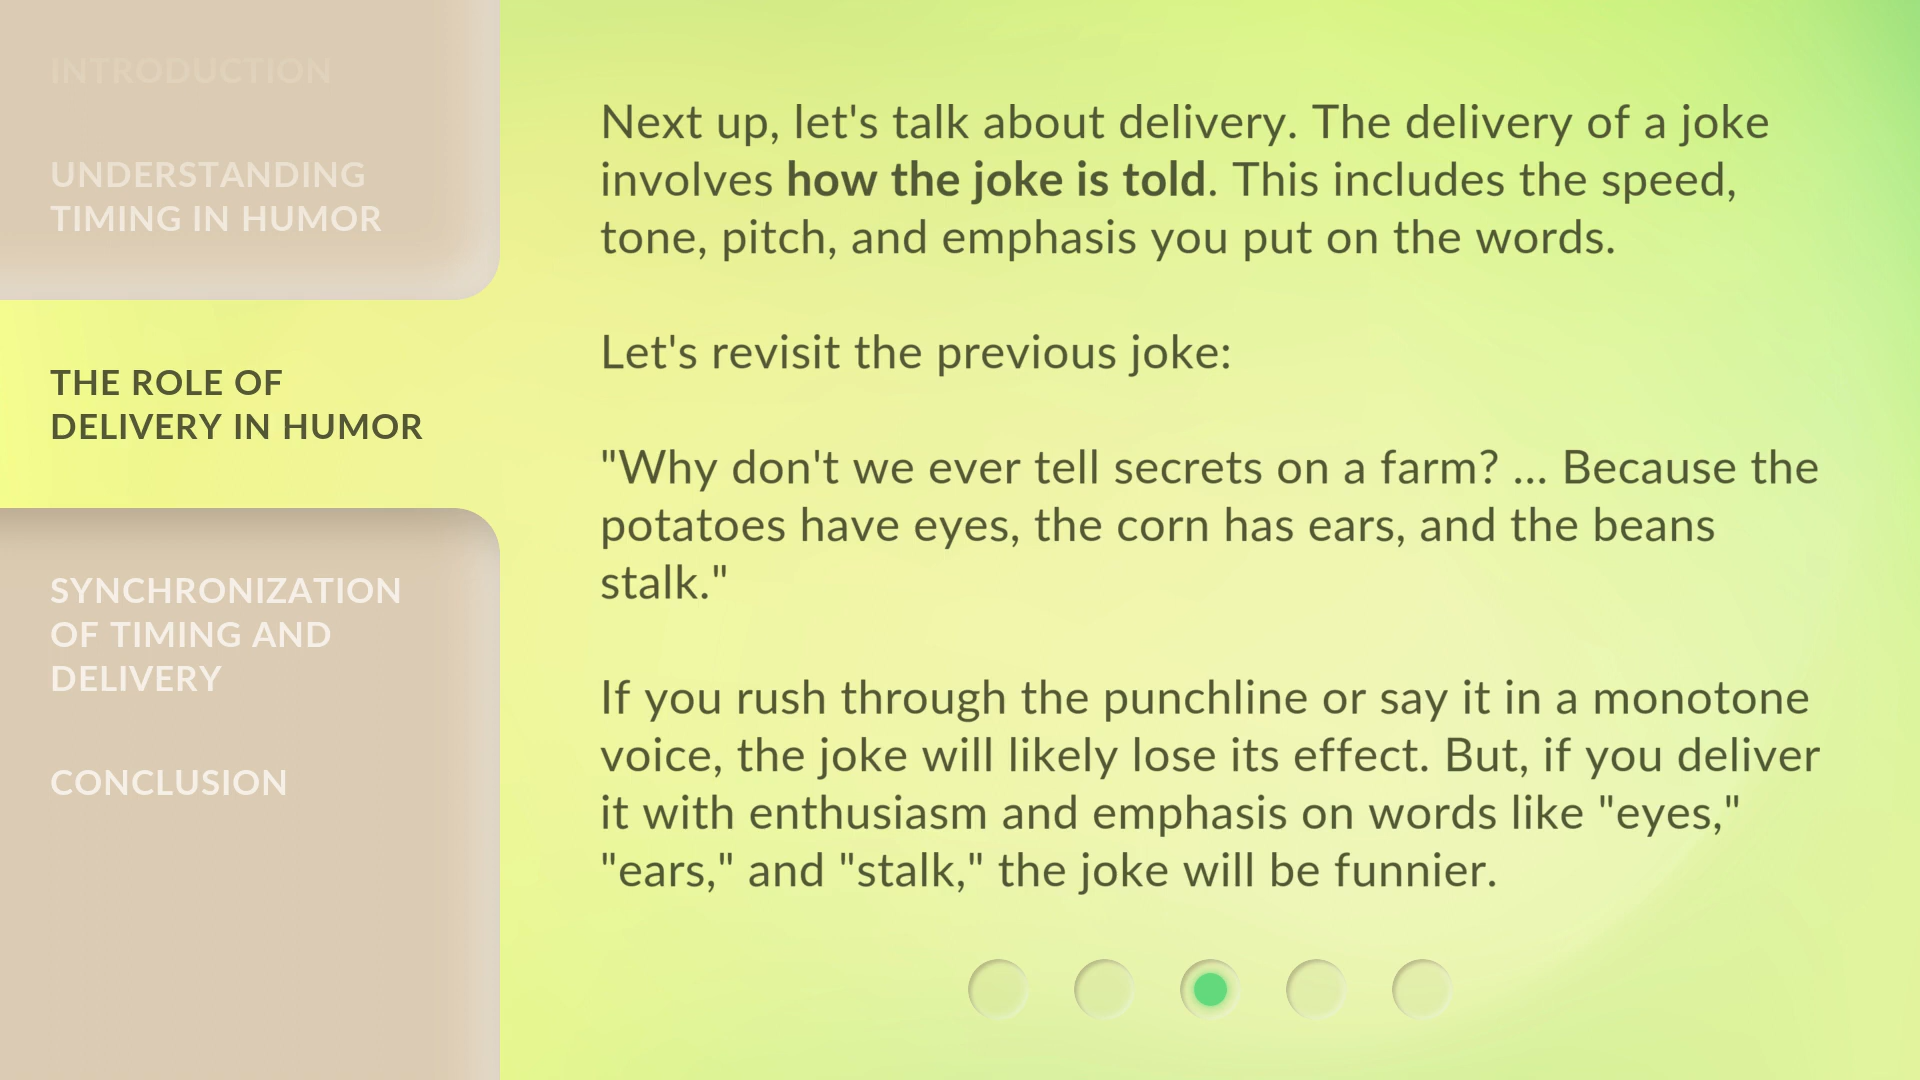 INTRODUCTION
UNDERSTANDING
TIMING IN HUMOR
THE ROLE OF
DELIVERY IN HUMOR
SYNCHRONIZATION
OF TIMING AND
DELIVERY
CONCLUSION
Next up, let's talk about delivery. The delivery of a joke
involves how the joke is told. This includes the speed,
tone, pitch, and emphasis you put on the words.
Let's revisit the previous joke:
"Why don't we ever tell secrets on a farm? ... Because the
potatoes have eyes, the corn has ears, and the beans
stalk."
If you rush through the punchline or say it in a monotone
voice, the joke will likely lose its effect. But, if you deliver
it with enthusiasm and emphasis on words like "eyes,"
"ears," and "stalk," the joke will be funnier.